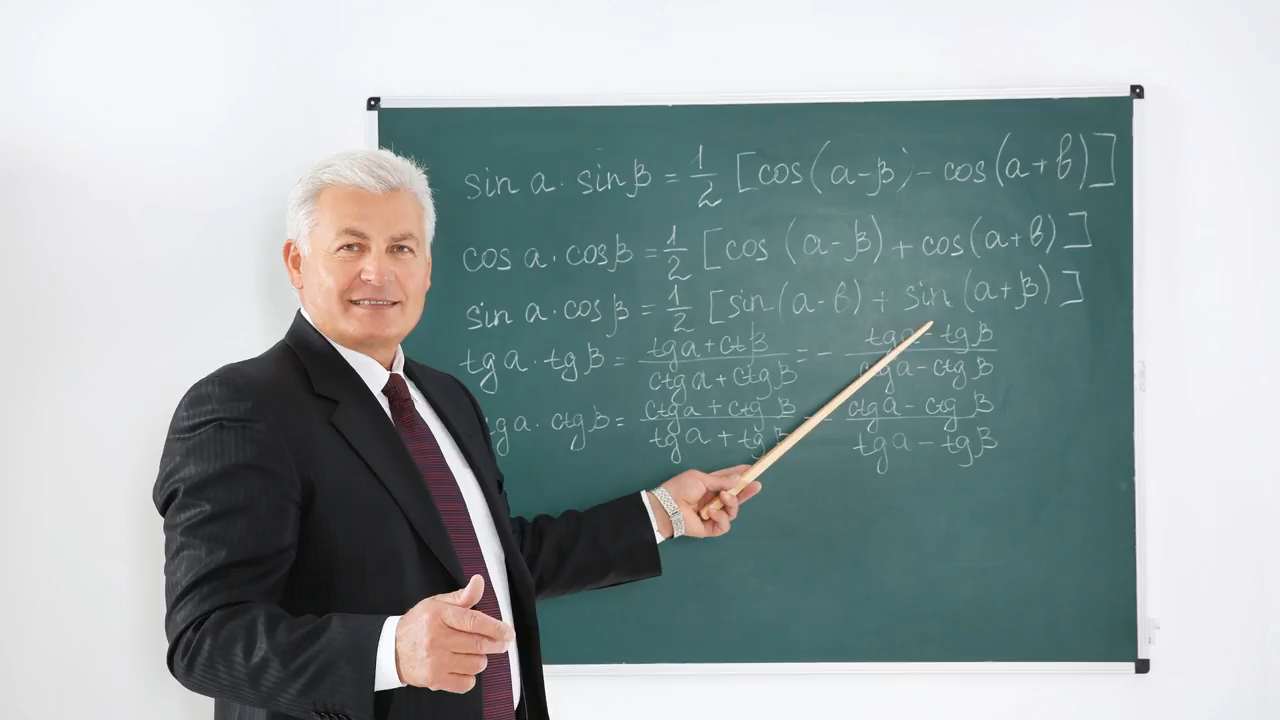 sin a · sin β = 1/2 [cos(a-β) - cos(a+β)]
cos a · cos β = 1/2 [cos (a-β) + cos(a+β)]
sin a · cos β = 1/2 [sin(a-β) + sin(a+β)]
tg a · tg β = tg a + ct β / ctg a + ctg β = - tg a - tg β / ctg a - ctg β
g a · ctg β = ctg a + ctg β / tg a + tg β - ctg a - ctg β / tg a - tg β